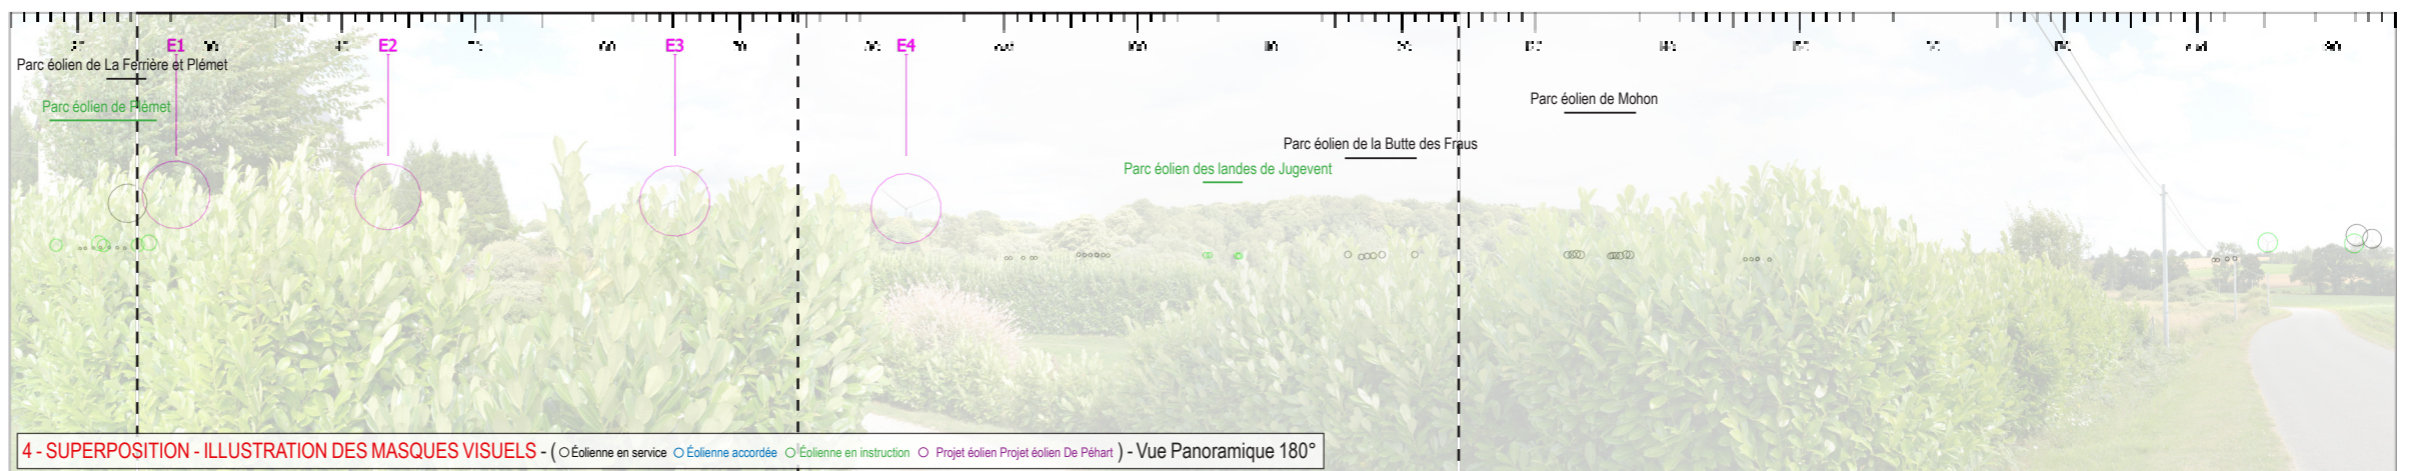 E1 E2 E3 E4
Parc éolien de La Ferrière et Plémet
Parc éolien de Plémet
Parc éolien de Mohon
Parc éolien de la Butte des Fraus
Parc éolien des landes de Jugevent
4 - SUPERPOSITION - ILLUSTRATION DES MASQUES VISUELS - ( Éolienne en service Éolienne accordée Éolienne en instruction Projet éolien Projet éolien De Péhart ) - Vue Panoramique 180°